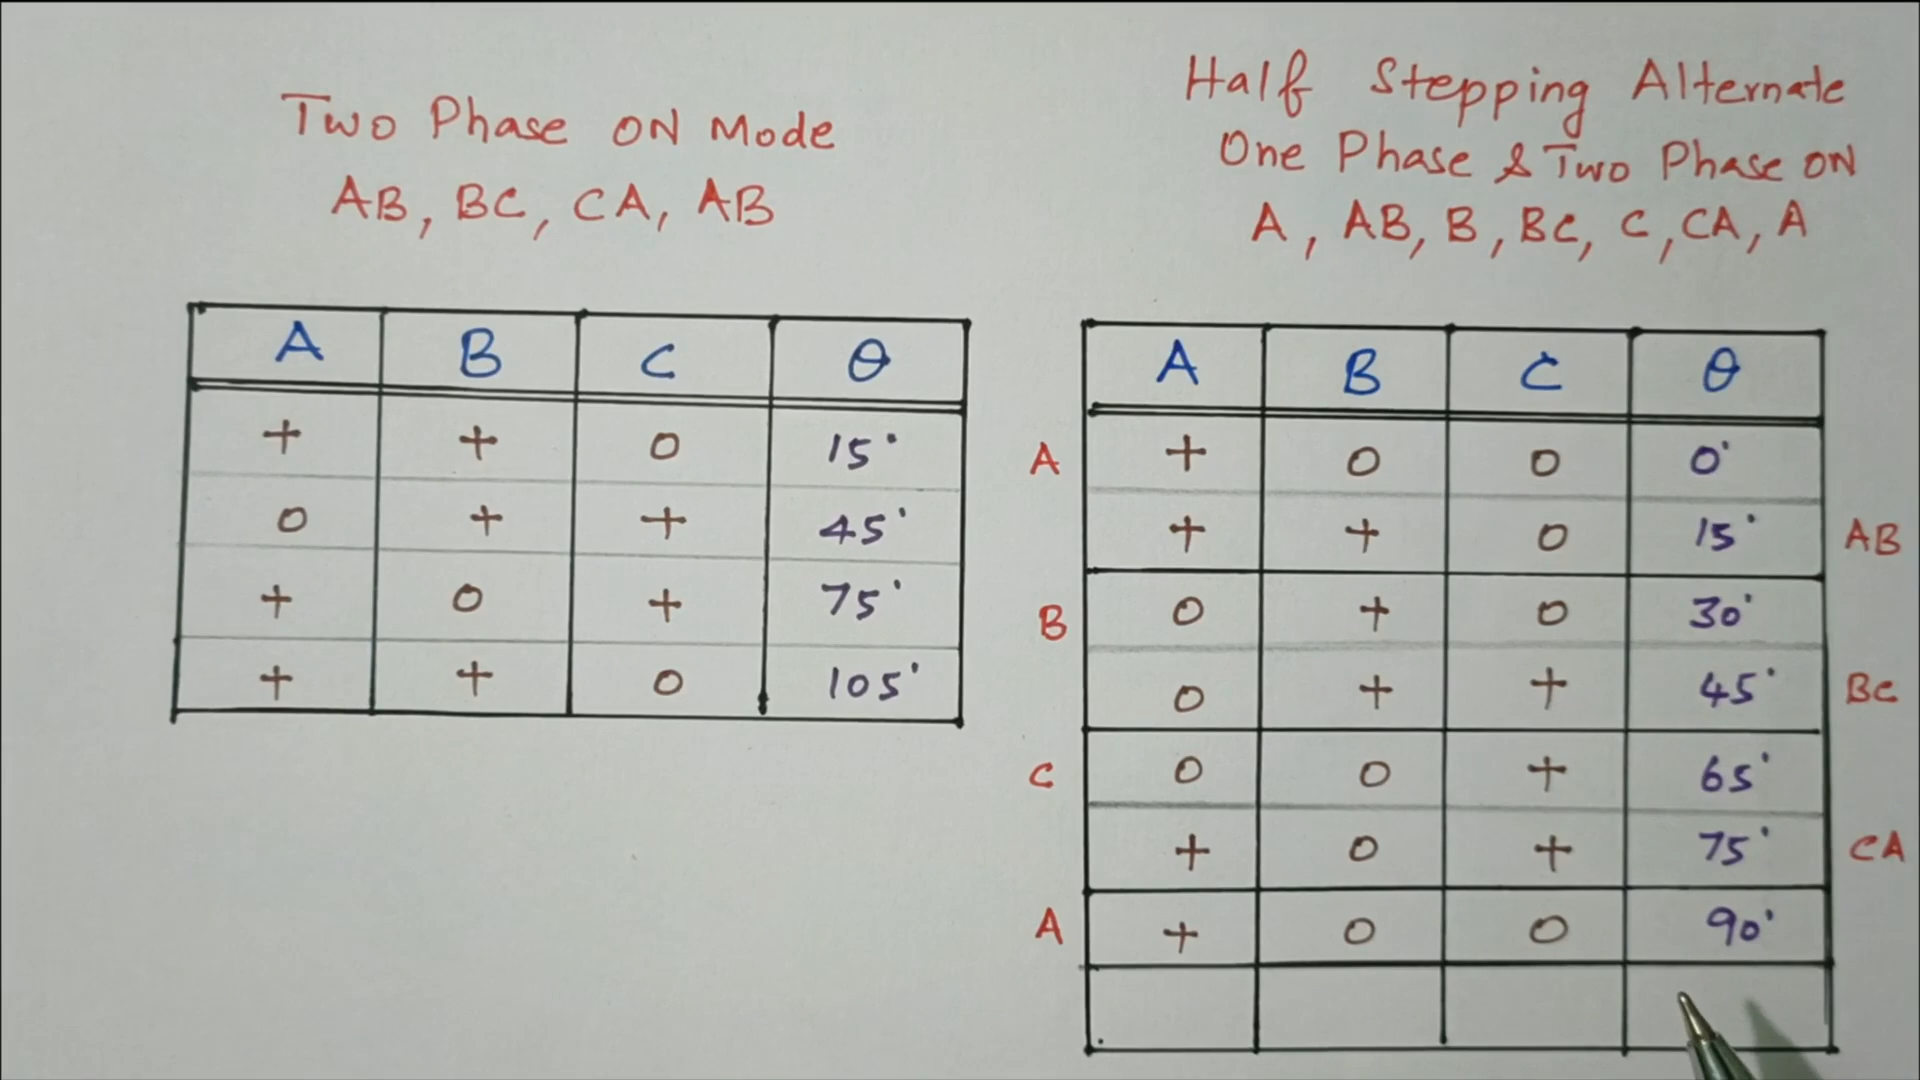 Two Phase ON Mode
AB, BC, CA, AB
A B C θ
+ + 0 15°
0 + + 45°
+ 0 + 75°
+ + 0 105°
Half Stepping Alternate
One Phase & Two Phase ON
A, AB, B, BC, C, CA, A
A B C θ
A + 0 0 0°
+ + 0 15° AB
B 0 + 0 30°
0 + + 45° BC
C 0 0 + 65°
+ 0 + 75° CA
A + 0 0 90°